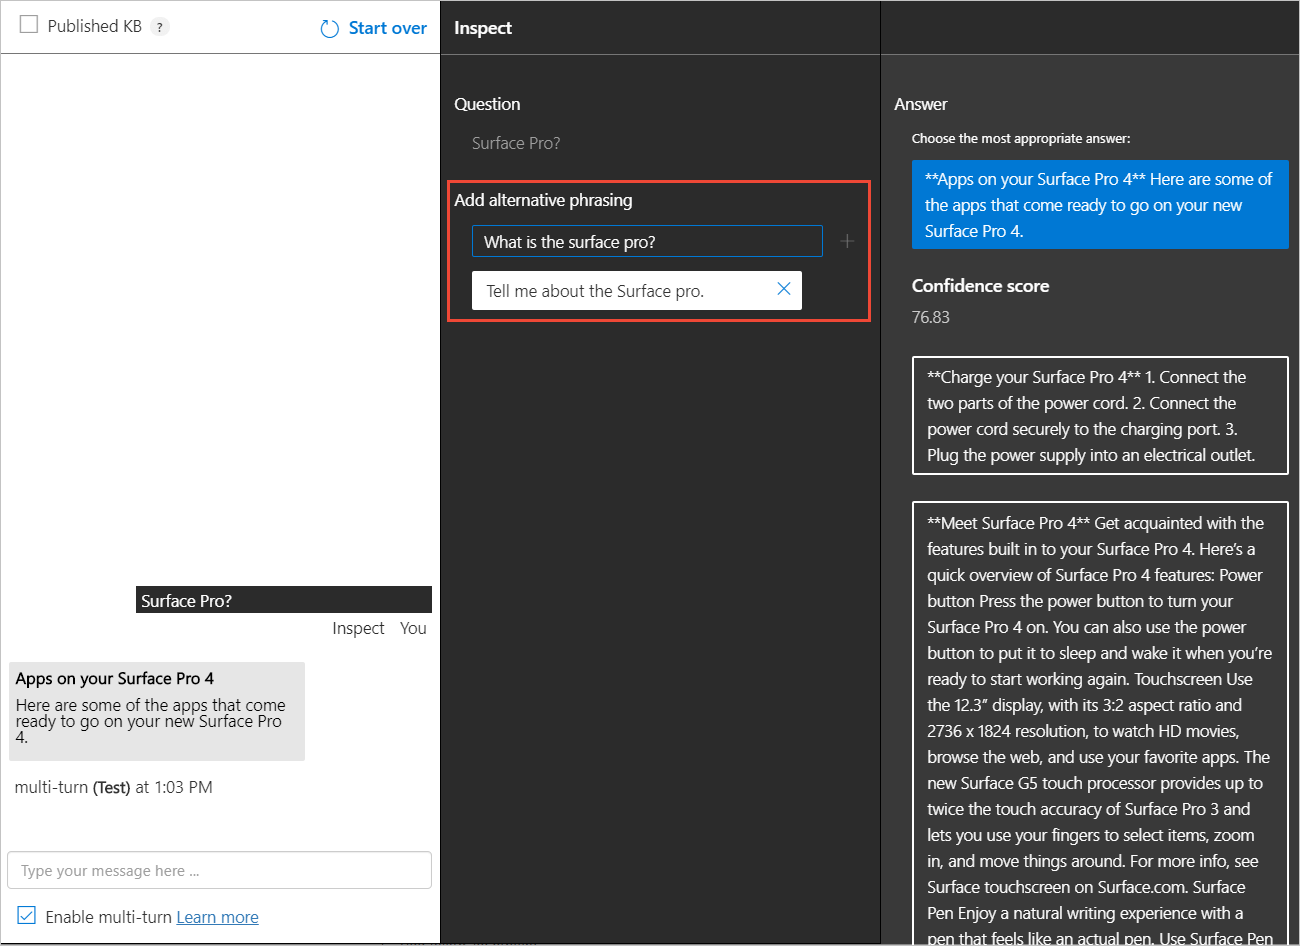 Published KB ?
Start over
Surface Pro?
Inspect You
Apps on your Surface Pro 4
Here are some of the apps that come
ready to go on your new Surface Pro
4.
multi-turn (Test) at 1:03 PM
Type your message here ...
Enable multi-turn Learn more
Inspect
Question
Surface Pro?
Add alternative phrasing
What is the surface pro?
Tell me about the Surface pro.
Answer
Choose the most appropriate answer:
**Apps on your Surface Pro 4** Here are some of
the apps that come ready to go on your new
Surface Pro 4.
Confidence score
76.83
**Charge your Surface Pro 4** 1. Connect the
two parts of the power cord. 2. Connect the
power cord securely to the charging port. 3.
Plug the power supply into an electrical outlet.
**Meet Surface Pro 4** Get acquainted with the
features built in to your Surface Pro 4. Here’s a
quick overview of Surface Pro 4 features: Power
button Press the power button to turn your
Surface Pro 4 on. You can also use the power
button to put it to sleep and wake it when you’re
ready to start working again. Touchscreen Use
the 12.3” display, with its 3:2 aspect ratio and
2736 x 1824 resolution, to watch HD movies,
browse the web, and use your favorite apps. The
new Surface G5 touch processor provides up to
twice the touch accuracy of Surface Pro 3 and
lets you use your fingers to select items, zoom
in, and move things around. For more info, see
Surface touchscreen on Surface.com. Surface
Pen Enjoy a natural writing experience with a
pen that feels like an actual pen. Use Surface Pen